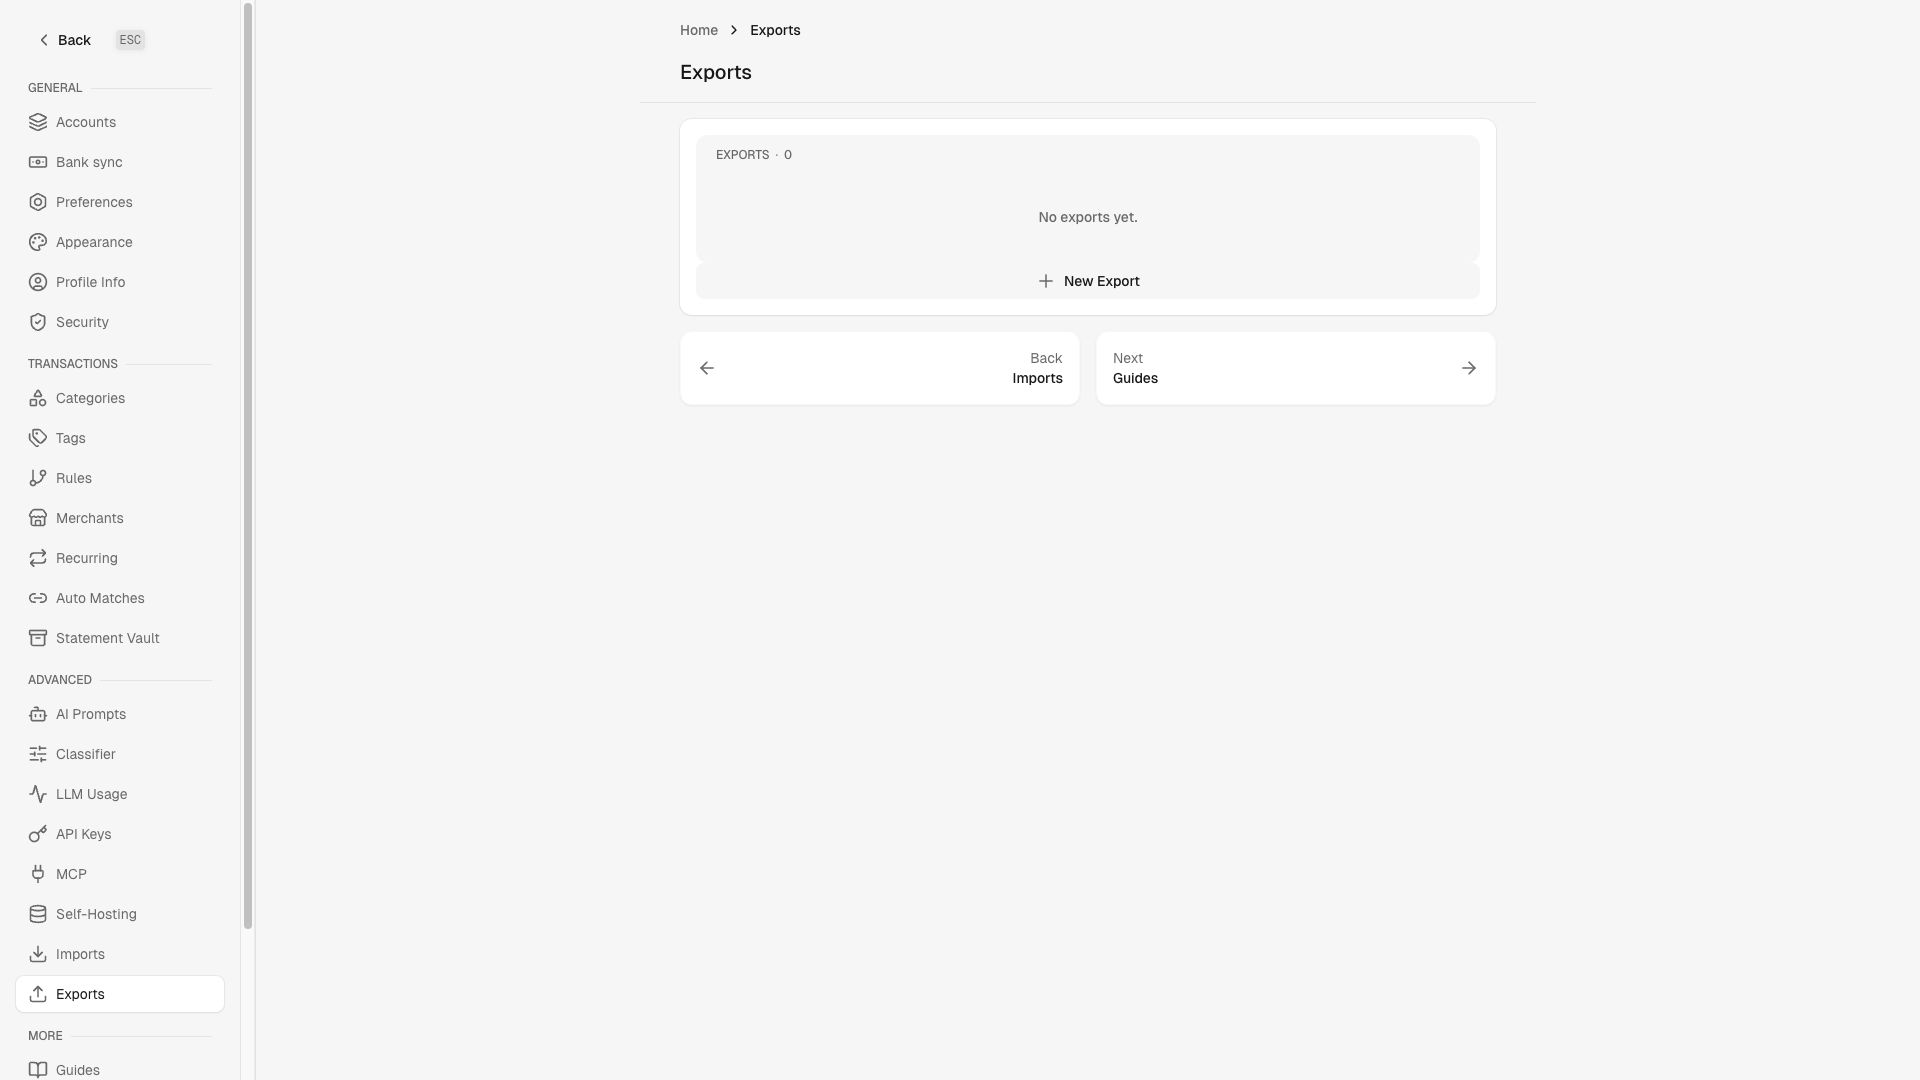 Back ESC
GENERAL
Accounts
Bank sync
Preferences
Appearance
Profile Info
Security
TRANSACTIONS
Categories
Tags
Rules
Merchants
Recurring
Auto Matches
Statement Vault
ADVANCED
AI Prompts
Classifier
LLM Usage
API Keys
MCP
Self-Hosting
Imports
Exports
MORE
Guides
Home > Exports
Exports
EXPORTS · 0
No exports yet.
New Export
Back
Imports
Next
Guides